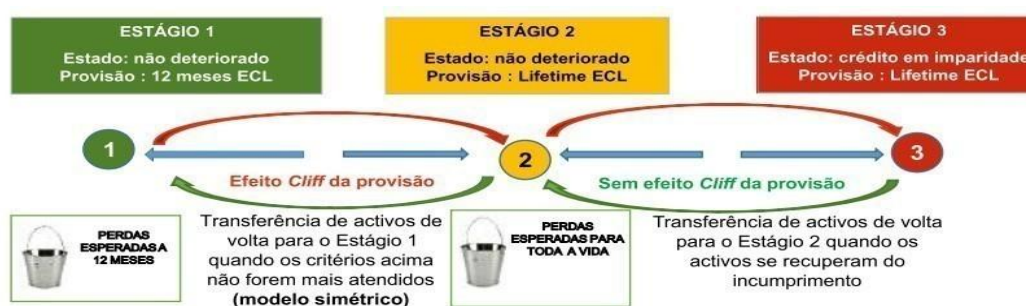 ESTÁGIO 1
Estado: não deteriorado
Provisão : 12 meses ECL
ESTÁGIO 2
Estado: não deteriorado
Provisão : Lifetime ECL
ESTÁGIO 3
Estado: crédito em imparidade
Provisão : Lifetime ECL
1
2
3
Efeito Cliff da provisão
Sem efeito Cliff da provisão
PERDAS
ESPERADAS A
12 MESES
Transferência de activos de
volta para o Estágio 1
quando os critérios acima
não forem mais atendidos
(modelo simétrico)
PERDAS
ESPERADAS PARA
TODA A VIDA
Transferência de activos de volta
para o Estágio 2 quando os
activos se recuperam do
incumprimento